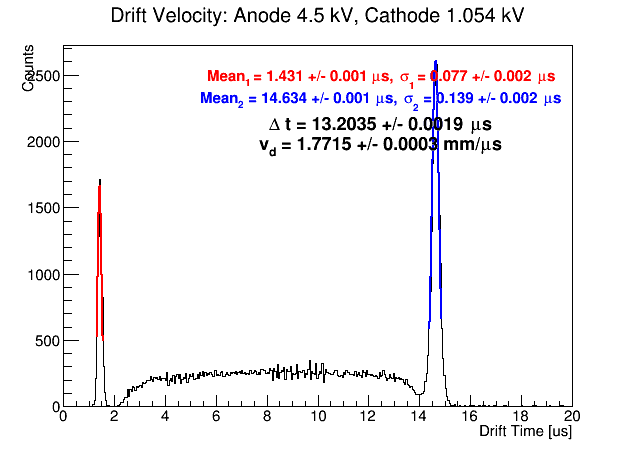 Drift Velocity: Anode 4.5 kV, Cathode 1.054 kV
Counts
Mean1 = 1.431 +/- 0.001 μs, σ1 = 0.077 +/- 0.002 μs
Mean2 = 14.634 +/- 0.001 μs, σ2 = 0.139 +/- 0.002 μs
Δ t = 13.2035 +/- 0.0019 μs
vd = 1.7715 +/- 0.0003 mm/μs
2500
2000
1500
1000
500
0
0 2 4 6 8 10 12 14 16 18 20
Drift Time [us]